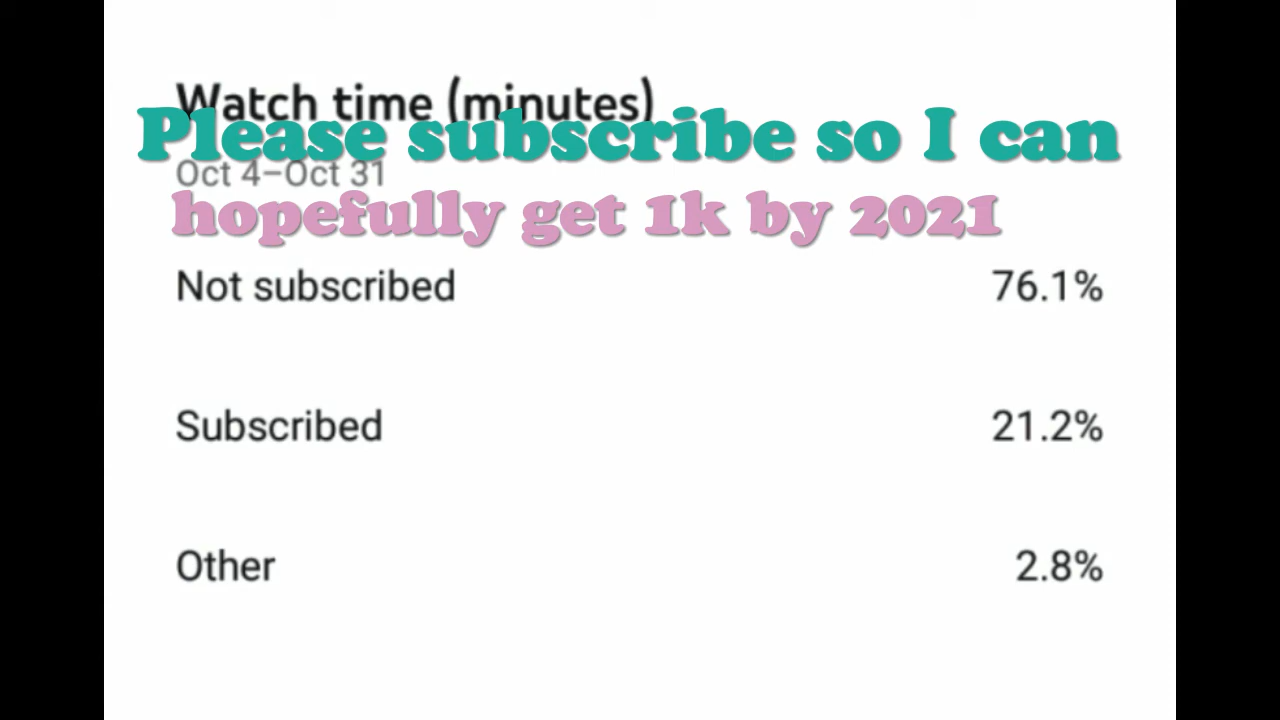 Watch time (minutes)
Please subscribe so I can
Oct 4–Oct 31
hopefully get 1k by 2021
Not subscribed 76.1%
Subscribed 21.2%
Other 2.8%